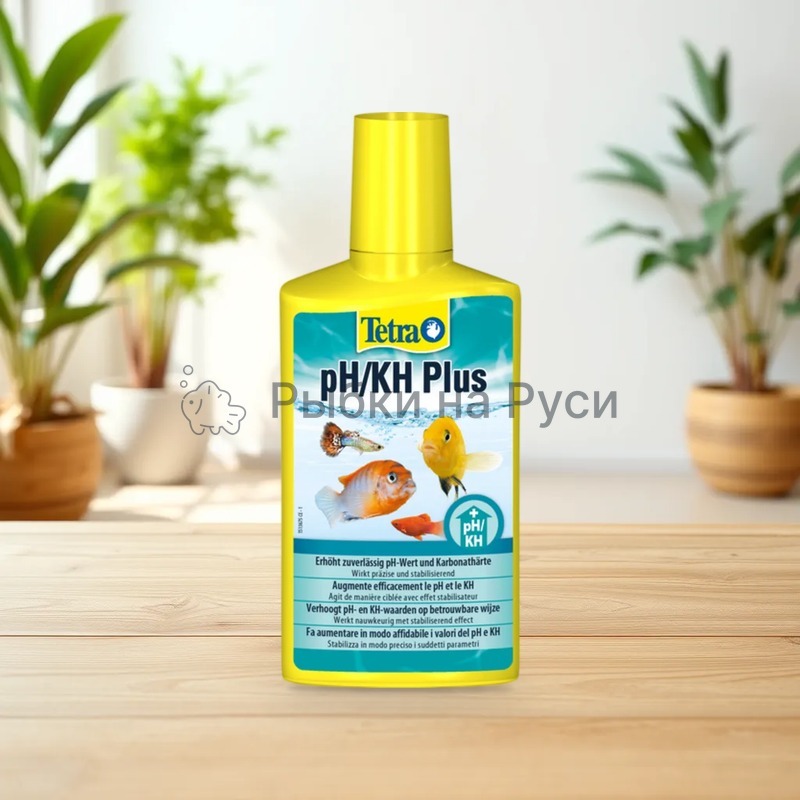 Tetra
pH/KH Plus
Рыбки на Руси
+
pH/
KH
Erhöht zuverlässig pH-Wert und Karbonathärte
Wirkt präzise und stabilisierend
Augmente efficacement le pH et le KH
Agit de manière ciblée avec effet stabilisateur
Verhoogt pH- en KH-waarden op betrouwbare wijze
Werkt nauwkeurig met stabiliserend effect
Fa aumentare in modo affidabile i valori del pH e KH
Stabilizza in modo preciso i suddetti parametri